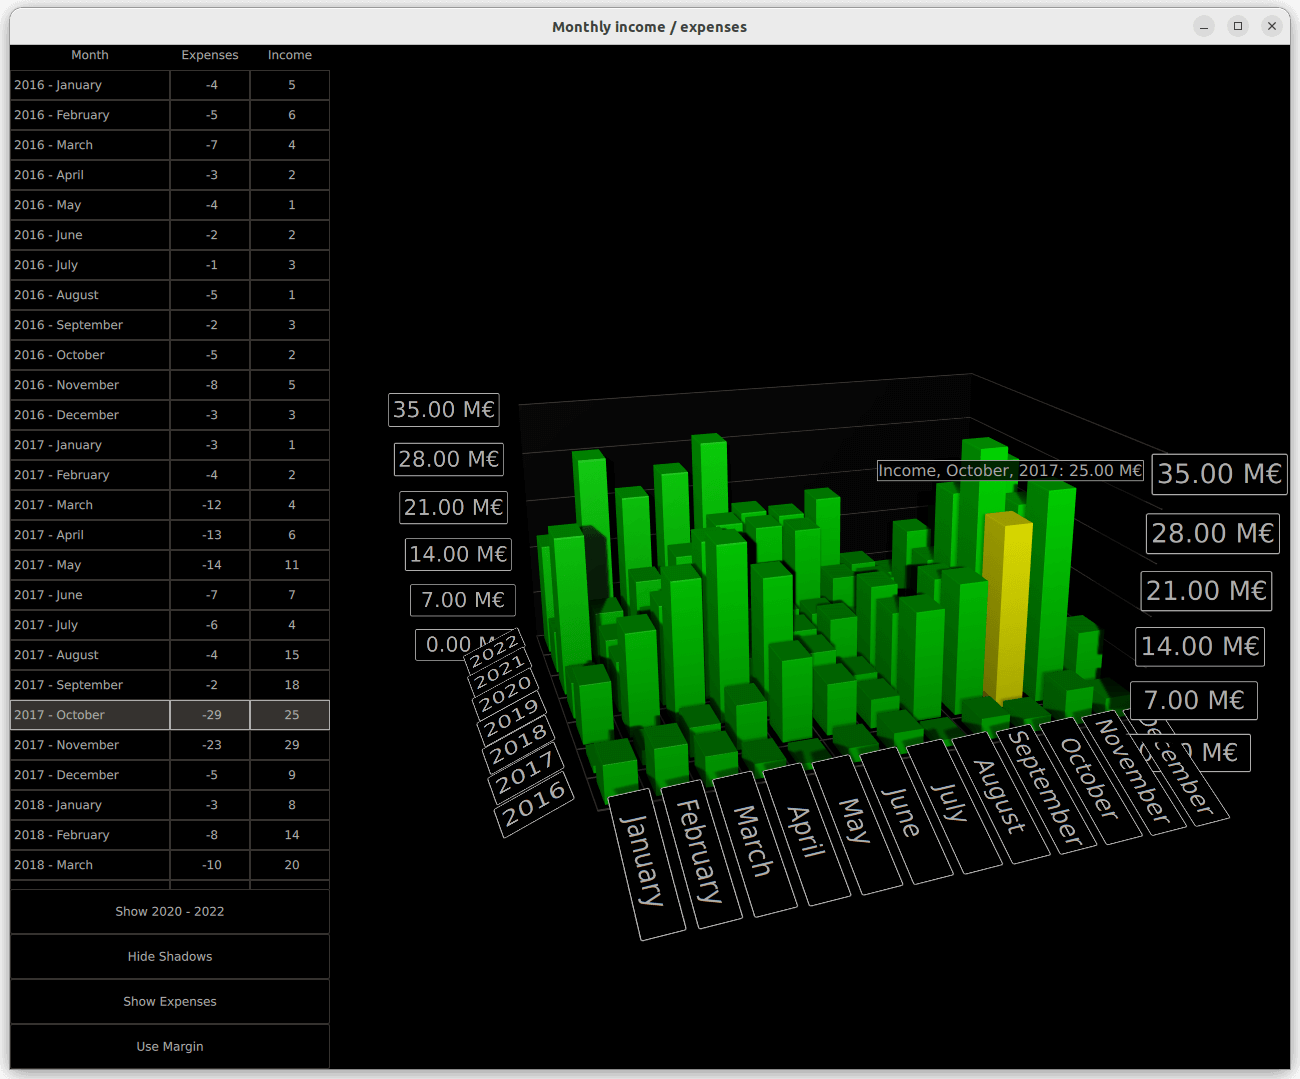 Monthly income / expenses
Month Expenses Income
2016 - January -4 5
2016 - February -5 6
2016 - March -7 4
2016 - April -3 2
2016 - May -4 1
2016 - June -2 2
2016 - July -1 3
2016 - August -5 1
2016 - September -2 3
2016 - October -5 2
2016 - November -8 5
2016 - December -3 3
2017 - January -3 1
2017 - February -4 2
2017 - March -12 4
2017 - April -13 6
2017 - May -14 11
2017 - June -7 7
2017 - July -6 4
2017 - August -4 15
2017 - September -2 18
2017 - October -29 25
2017 - November -23 29
2017 - December -5 9
2018 - January -3 8
2018 - February -8 14
2018 - March -10 20
Show 2020 - 2022
Hide Shadows
Show Expenses
Use Margin
35.00 M€
28.00 M€
21.00 M€
14.00 M€
7.00 M€
0.00 M
2022
2021
2020
2019
2018
2017
2016
Income, October, 2017: 25.00 M€
35.00 M€
28.00 M€
21.00 M€
14.00 M€
7.00 M€
M€
January
February
March
April
May
June
July
August
September
October
November
December